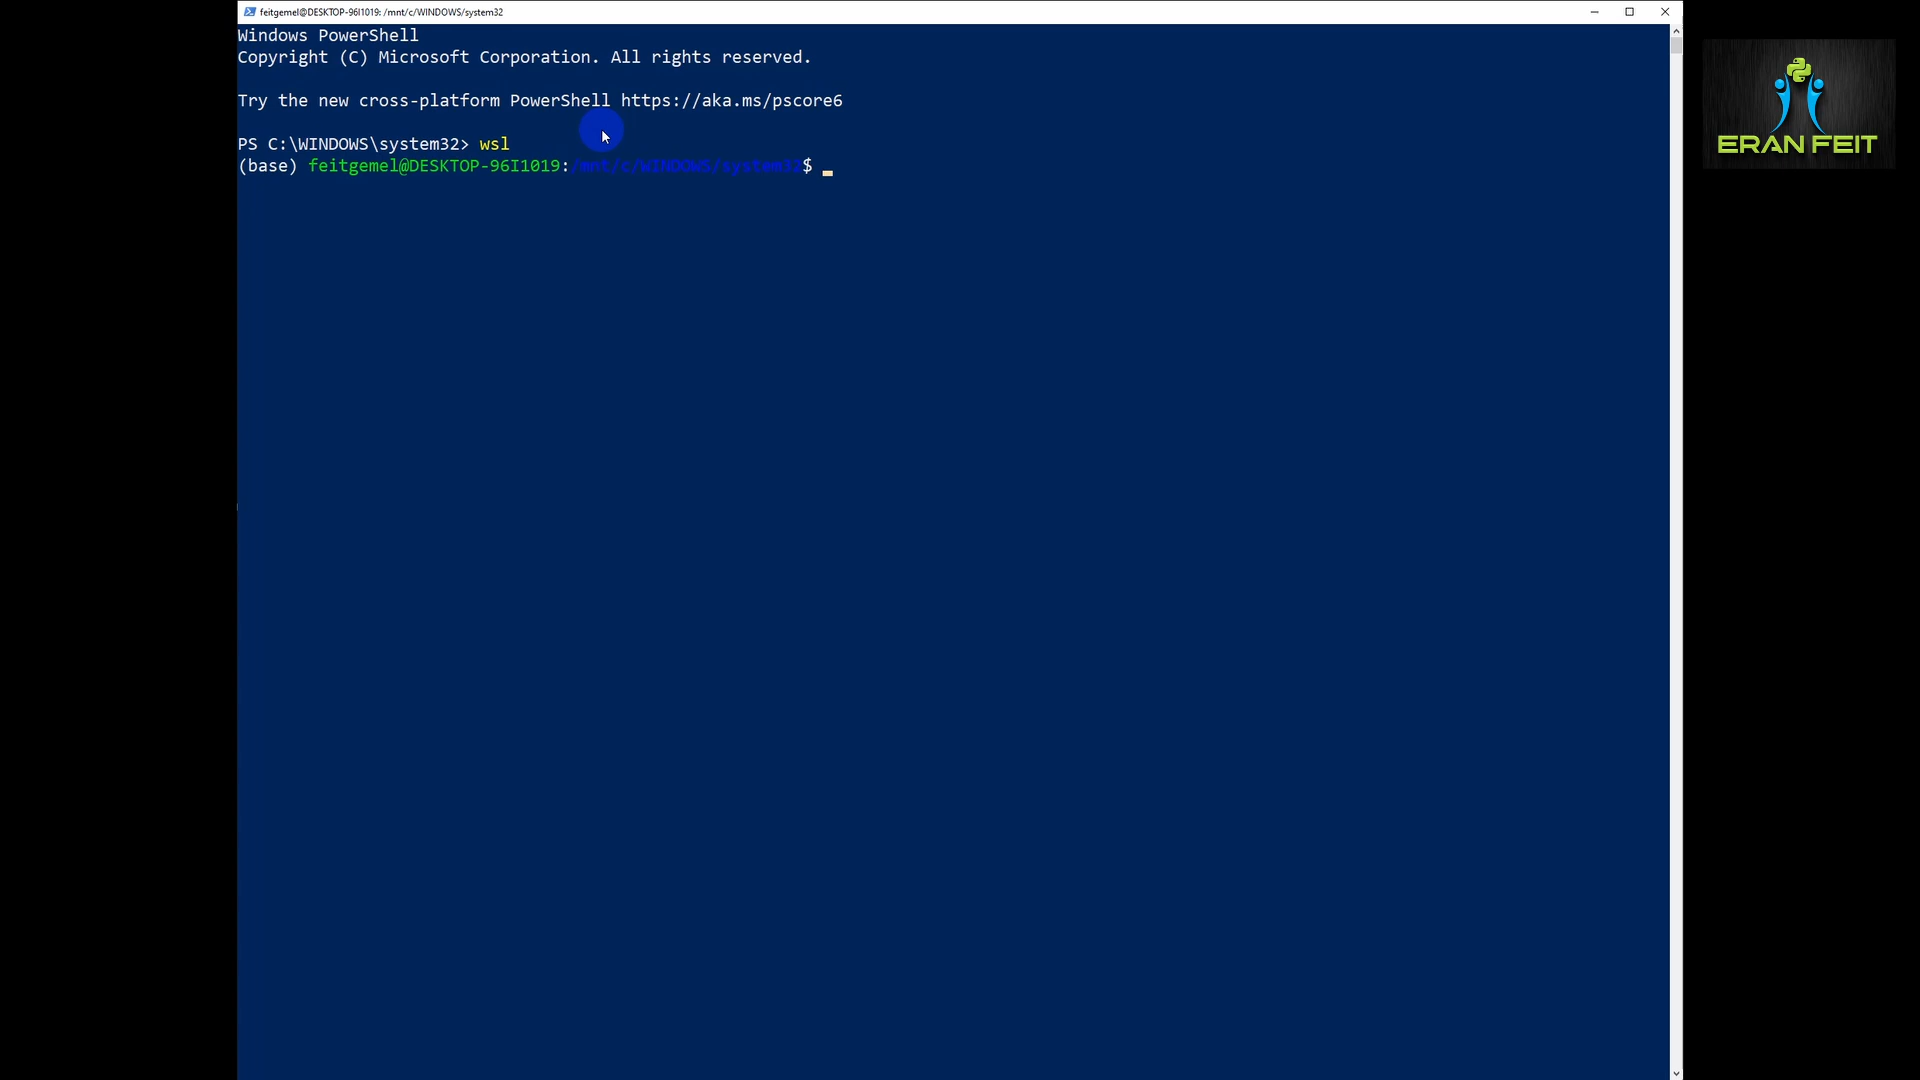 feitgemel@DESKTOP-96I1019: /mnt/c/WINDOWS/system32
Windows PowerShell
Copyright (C) Microsoft Corporation. All rights reserved.
Try the new cross-platform PowerShell https://aka.ms/pscore6
PS C:\WINDOWS\system32> wsl
(base) feitgemel@DESKTOP-96I1019:/mnt/c/WINDOWS/system32$
ERAN FEIT